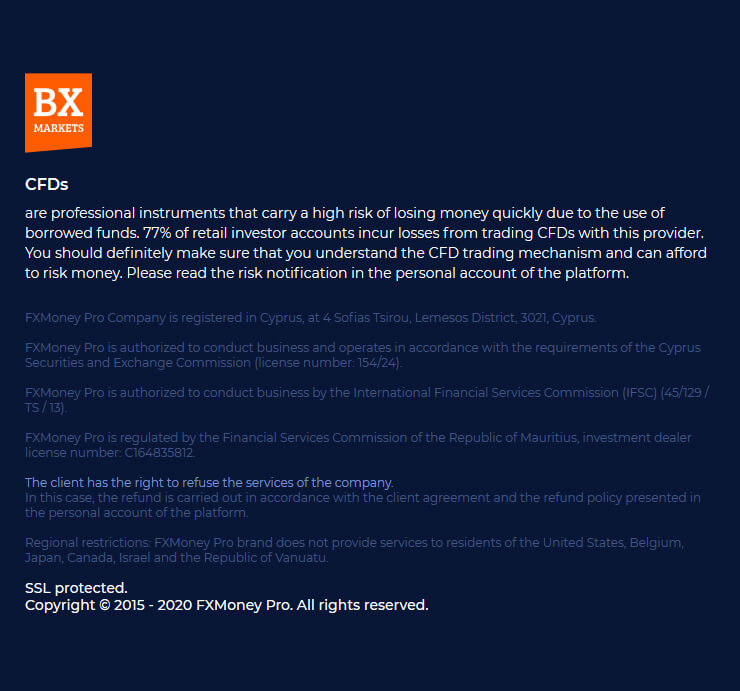 BX
MARKETS
CFDs
are professional instruments that carry a high risk of losing money quickly due to the use of
borrowed funds. 77% of retail investor accounts incur losses from trading CFDs with this provider.
You should definitely make sure that you understand the CFD trading mechanism and can afford
to risk money. Please read the risk notification in the personal account of the platform.
FXMoney Pro Company is registered in Cyprus, at 4 Sofias Tsirou, Lemesos District, 3021, Cyprus.
FXMoney Pro is authorized to conduct business and operates in accordance with the requirements of the Cyprus
Securities and Exchange Commission (license number: 154/24).
FXMoney Pro is authorized to conduct business by the International Financial Services Commission (IFSC) (45/129 /
TS / 13).
FXMoney Pro is regulated by the Financial Services Commission of the Republic of Mauritius, investment dealer
license number: C164835812.
The client has the right to refuse the services of the company.
In this case, the refund is carried out in accordance with the client agreement and the refund policy presented in
the personal account of the platform.
Regional restrictions: FXMoney Pro brand does not provide services to residents of the United States, Belgium,
Japan, Canada, Israel and the Republic of Vanuatu.
SSL protected.
Copyright © 2015 - 2020 FXMoney Pro. All rights reserved.